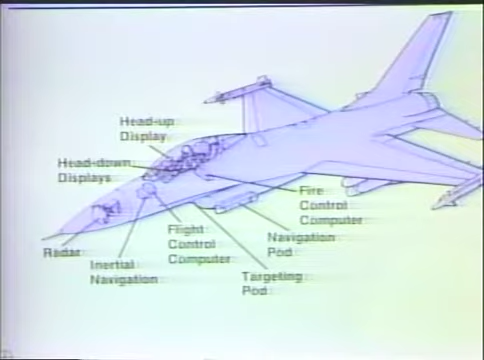 Head-up
Display
Head-down
Displays
Radar
Inertial
Navigation
Flight
Control
Computer
Targeting
Pod
Navigation
Pod
Fire
Control
Computer